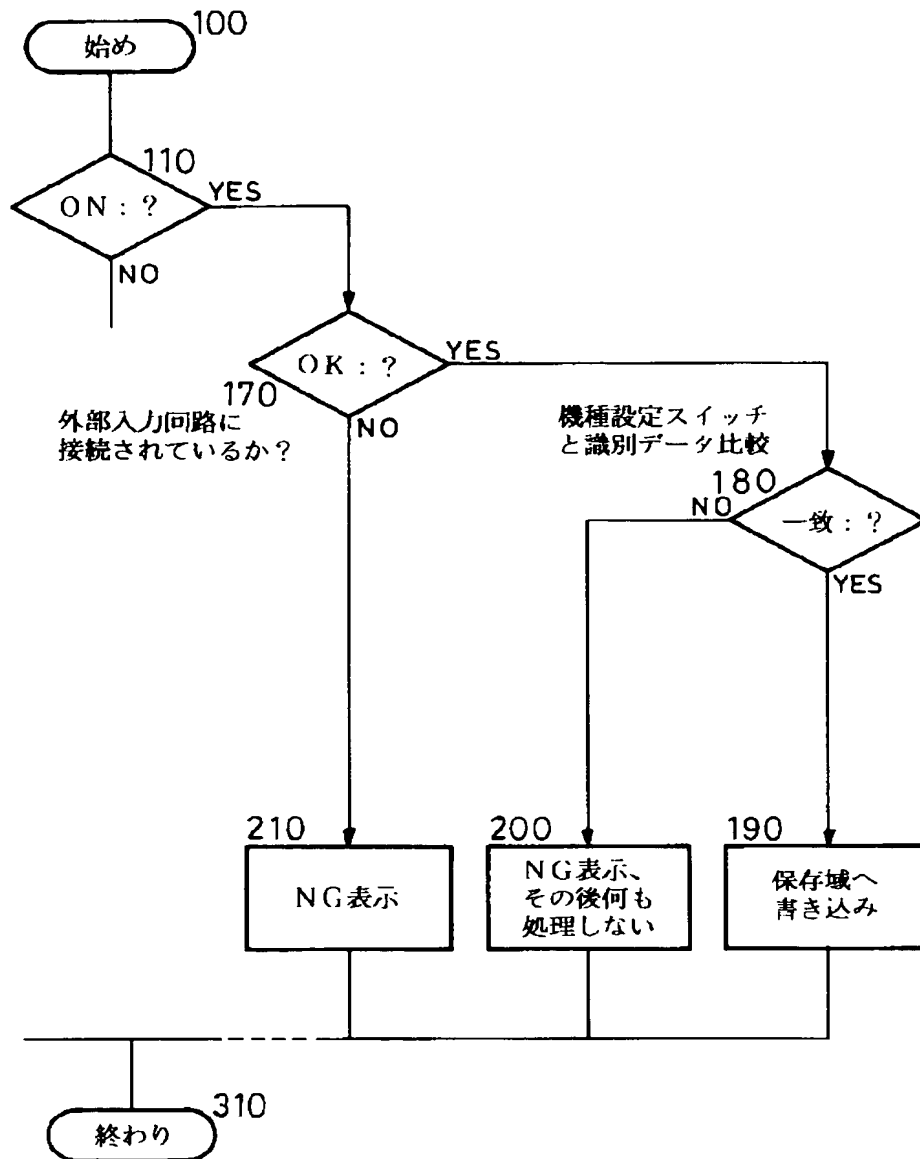 始め
100
110
ON：？
YES
NO
OK：？
YES
170
NO
外部入力回路に
接続されているか？
機種設定スイッチ
と識別データ比較
180
NO
一致：？
YES
210
NG表示
200
NG表示、
その後何も
処理しない
190
保存域へ
書き込み
310
終わり